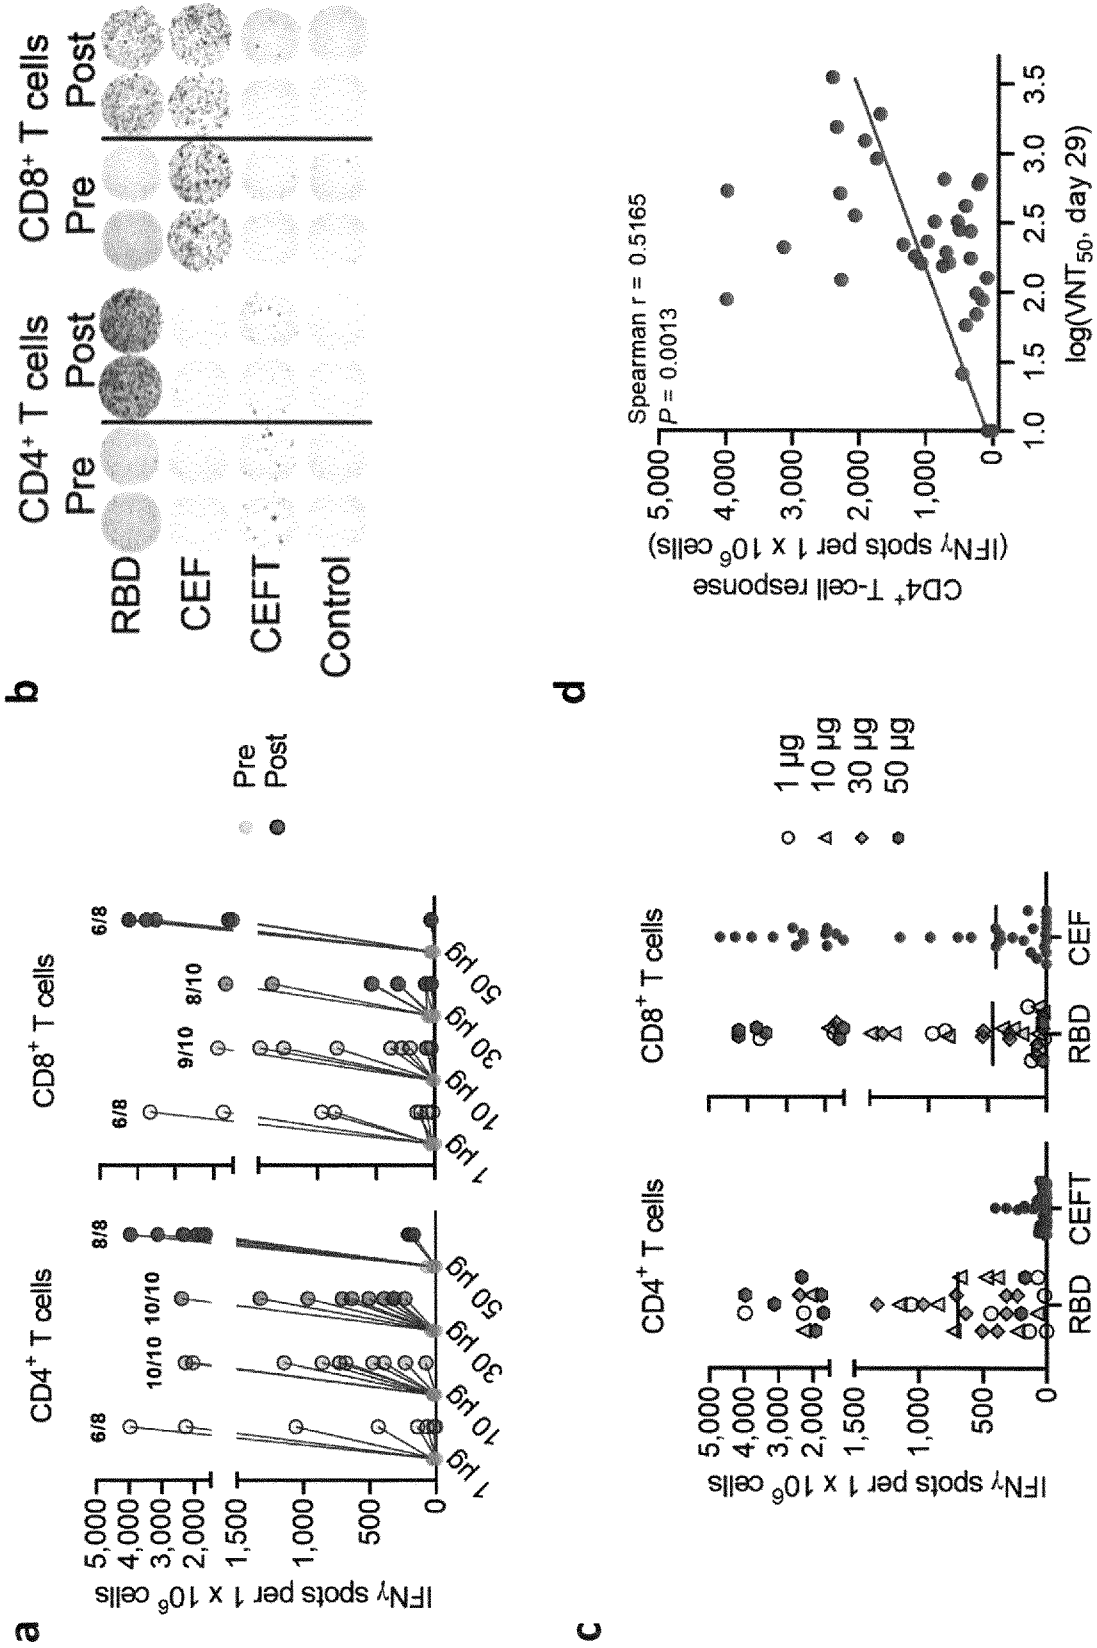 a
CD4+ T cells
CD8+ T cells
IFNγ spots per 1 x 10⁶ cells
5,000
4,000
3,000
2,000
1,500
1,000
500
0
6/8
10/10
10/10
8/8
6/8
9/10
8/10
6/8
1 µg
10 µg
30 µg
50 µg
1 µg
10 µg
30 µg
50 µg
Pre
Post
b
CD4+ T cells
CD8+ T cells
Pre
Post
Pre
Post
RBD
CEF
CEFT
Control
c
CD4+ T cells
CD8+ T cells
IFNγ spots per 1 x 10⁶ cells
5,000
4,000
3,000
2,000
1,500
1,000
500
0
RBD
CEFT
RBD
CEF
1 µg
10 µg
30 µg
50 µg
d
Spearman r = 0.5165
P = 0.0013
CD4+ T-cell response
(IFNγ spots per 1 x 10⁶ cells)
5,000
4,000
3,000
2,000
1,000
0
1.0
1.5
2.0
2.5
3.0
3.5
log(VNT₅₀, day 29)